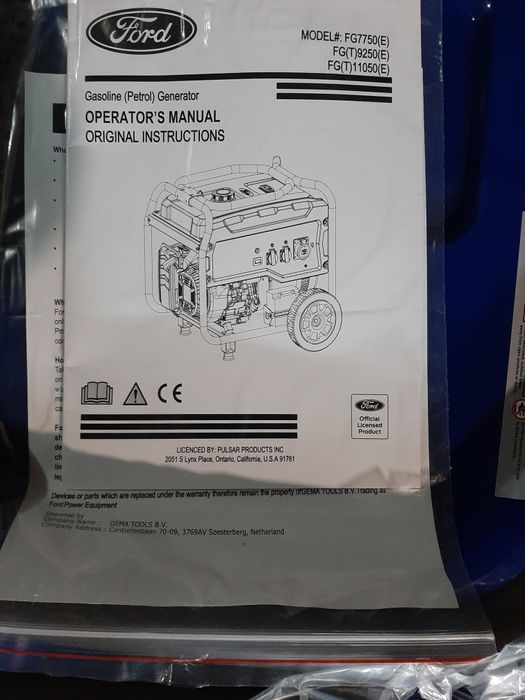 Ford
MODEL#: FG7750(E)
FG(T)9250(E)
FG(T)11050(E)
Gasoline (Petrol) Generator
OPERATOR'S MANUAL
ORIGINAL INSTRUCTIONS
CE
Ford
Official
Licensed
Product
LICENCED BY: PULSAR PRODUCTS INC
2051 S Lynx Place, Ontario, California, U.S.A 91761
Devices or parts which are replaced under the warranty therefore remain the property ofGEMA TOOLS B.V.Trading as
Ford Power Equipment
Imported by
Company Name : GEMA TOOLS B.V.
Company Address : Centurionbaan 70-09, 3769AV Soesterberg, Netherland